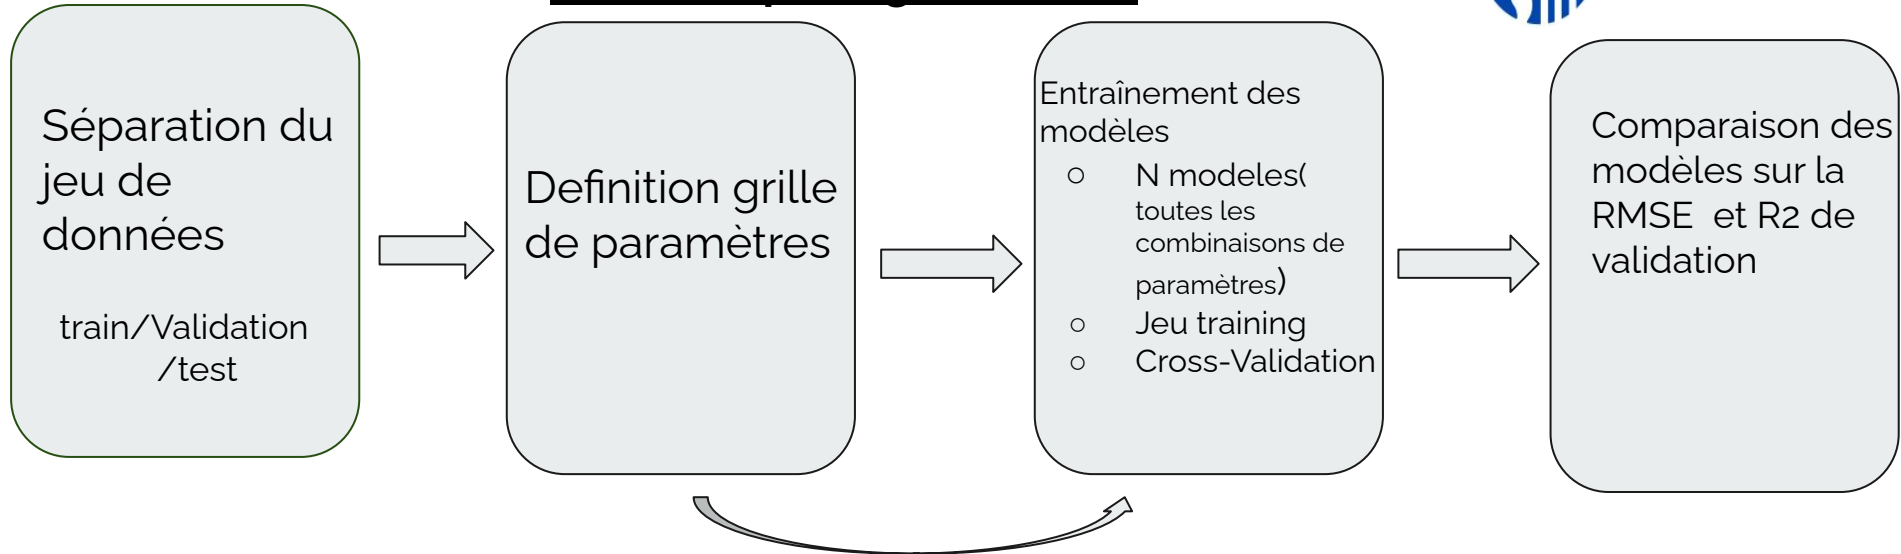 Séparation du
jeu de
données
train/Validation
/test
Definition grille
de paramètres
Entraînement des
modèles
○ N modeles(
toutes les
combinaisons de
paramètres)
○ Jeu training
○ Cross-Validation
Comparaison des
modèles sur la
RMSE et R2 de
validation